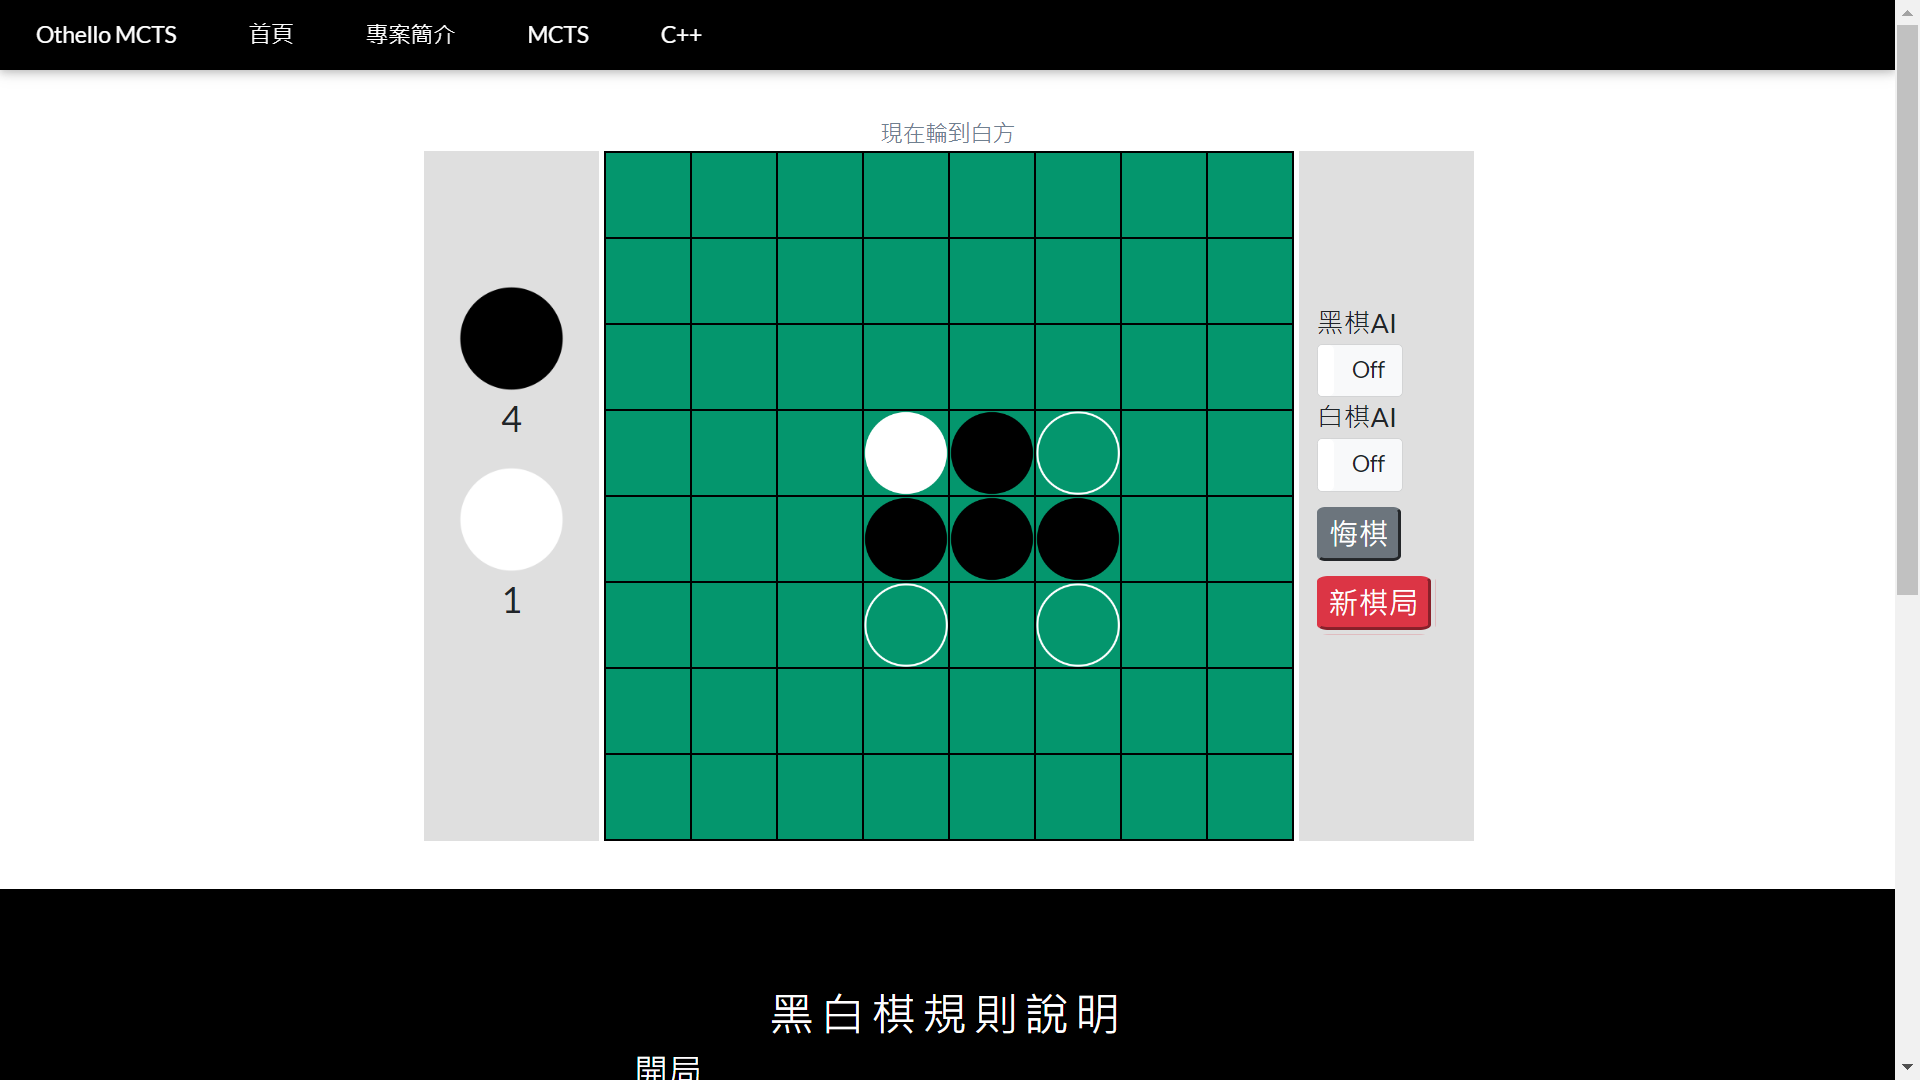 Othello MCTS 首頁 專案簡介 MCTS C++
現在輪到白方
4
1
黑棋AI
Off
白棋AI
Off
悔棋
新棋局
黑白棋規則說明
開局